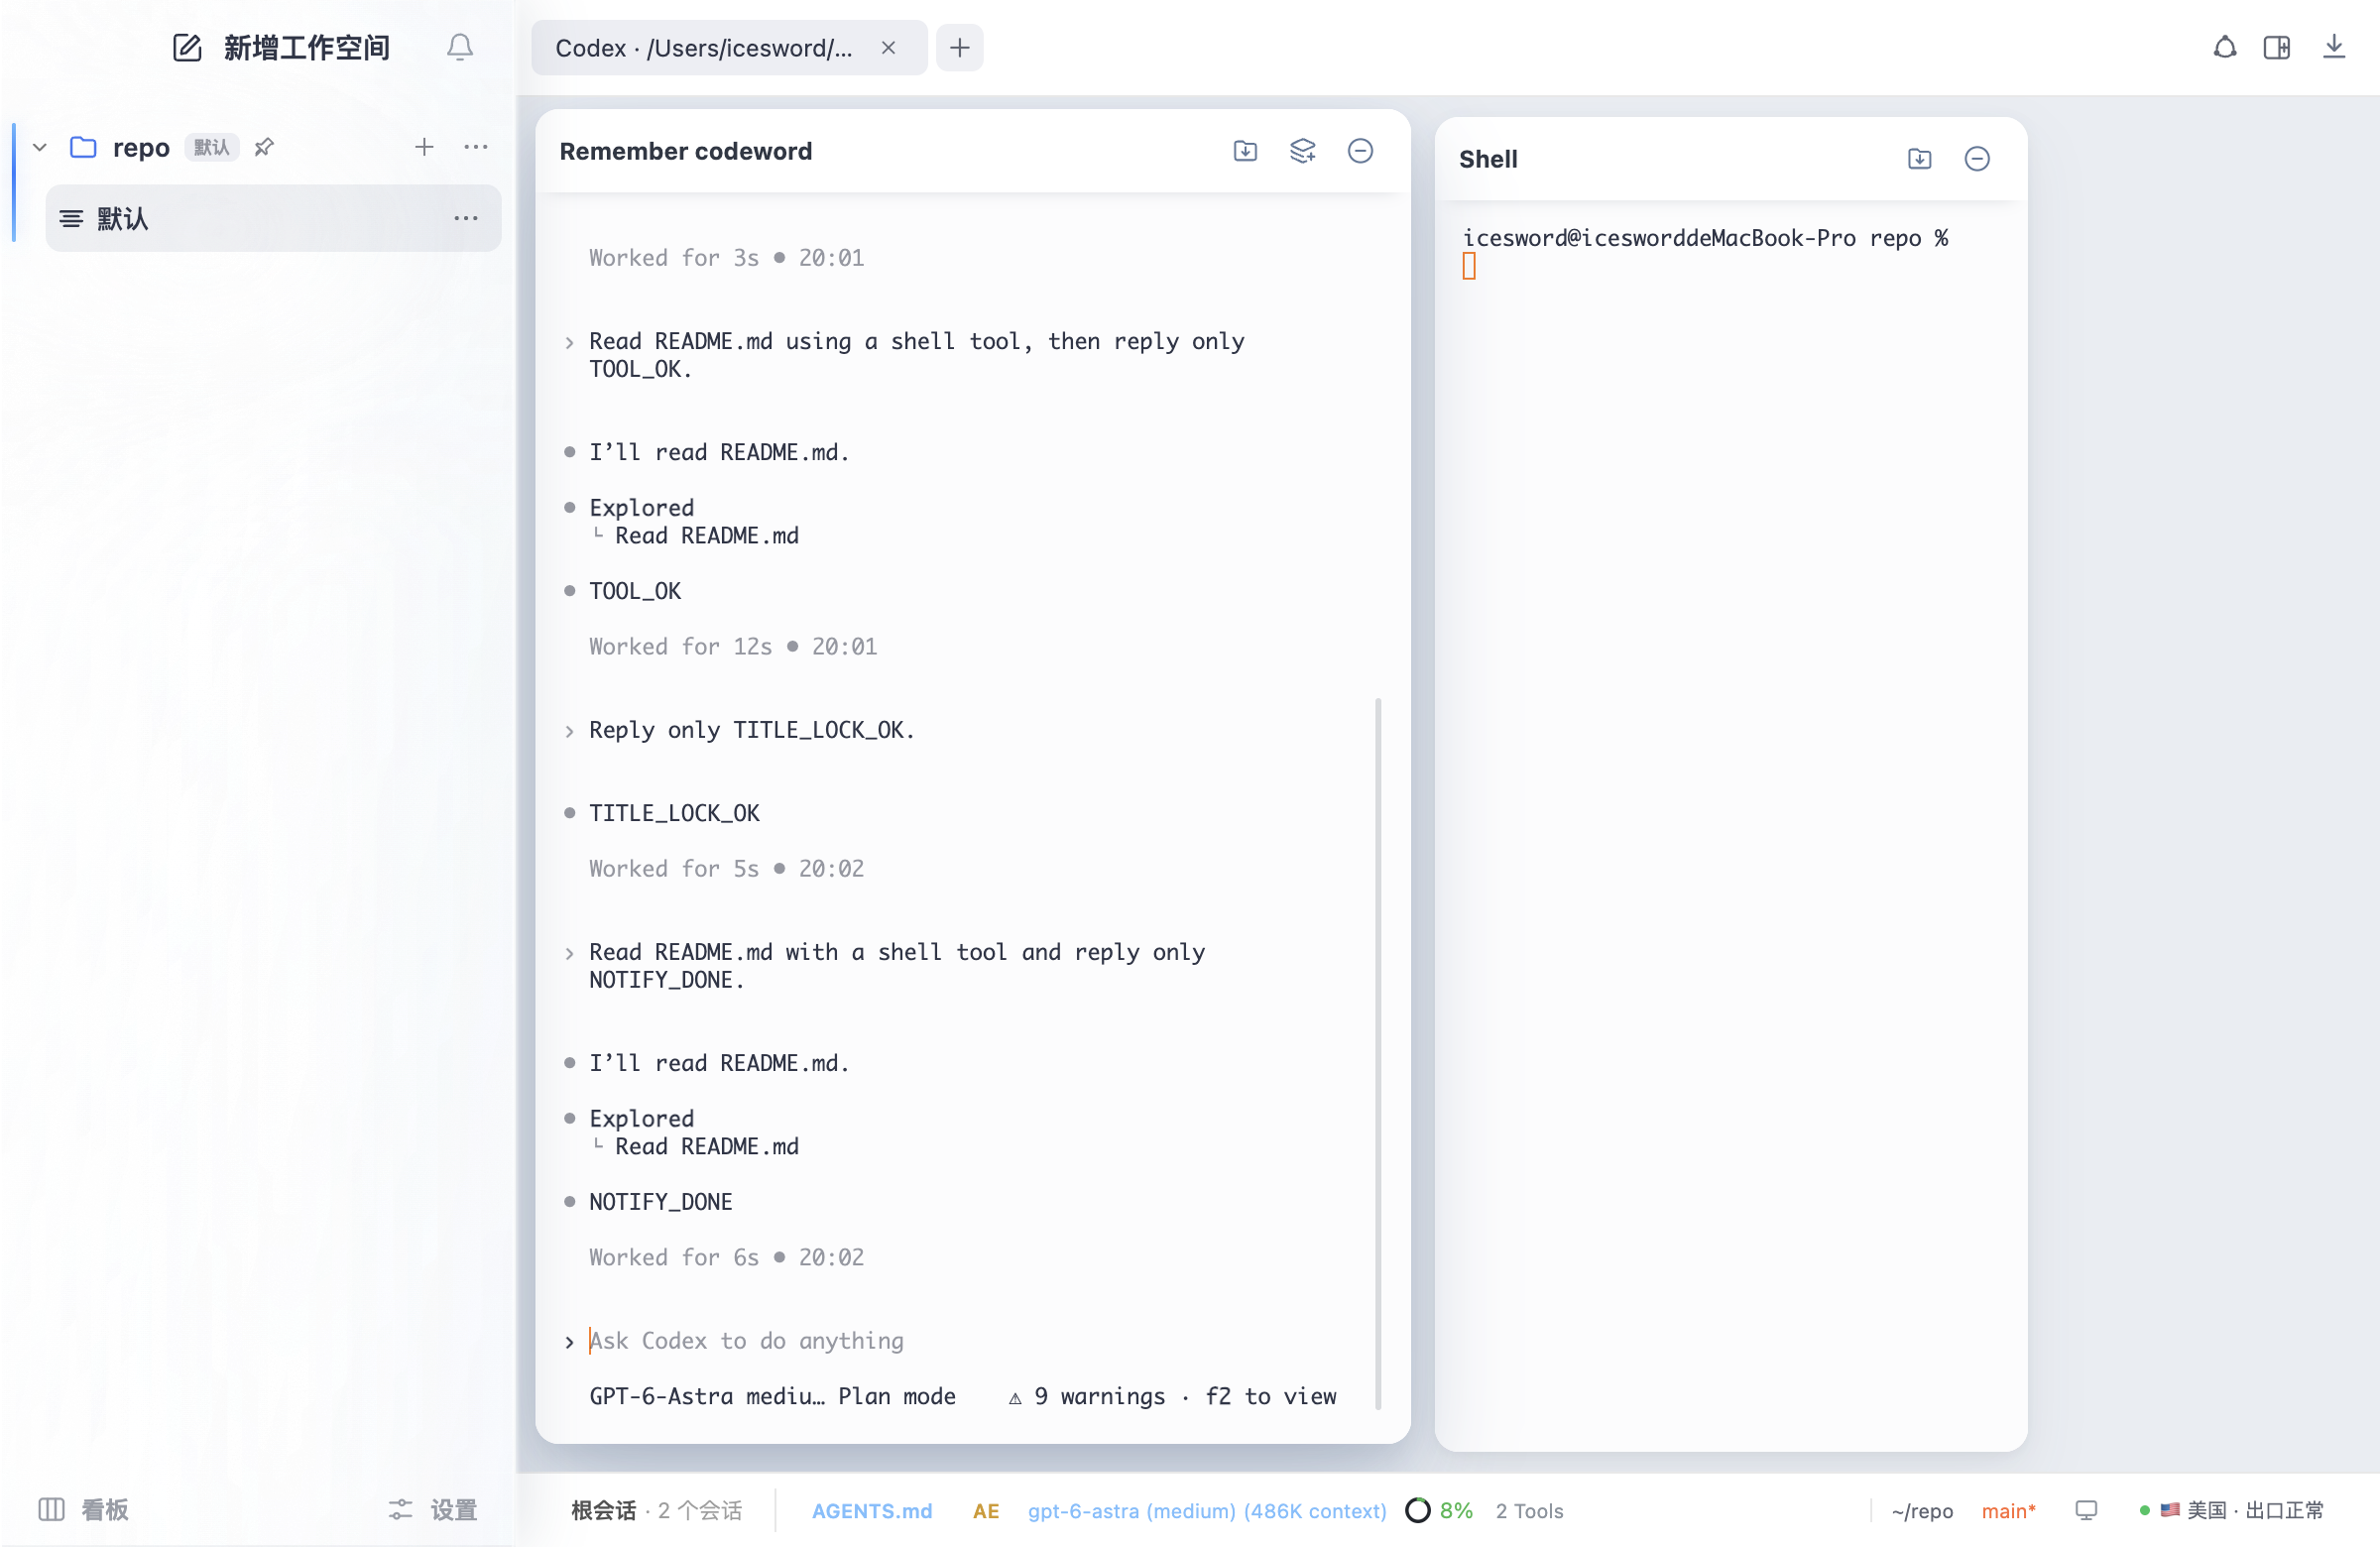 新增工作空间
Codex · /Users/icesword/...
repo 默认
默认
Remember codeword
Worked for 3s ● 20:01
› Read README.md using a shell tool, then reply only
TOOL_OK.
● I’ll read README.md.
● Explored
└ Read README.md
● TOOL_OK
Worked for 12s ● 20:01
› Reply only TITLE_LOCK_OK.
● TITLE_LOCK_OK
Worked for 5s ● 20:02
› Read README.md with a shell tool and reply only
NOTIFY_DONE.
● I’ll read README.md.
● Explored
└ Read README.md
● NOTIFY_DONE
Worked for 6s ● 20:02
› Ask Codex to do anything
GPT-6-Astra mediu… Plan mode ⚠ 9 warnings · f2 to view
Shell
icesword@icesworddeMacBook-Pro repo %
看板 设置
根会话 · 2 个会话 AGENTS.md AE gpt-6-astra (medium) (486K context) 8% 2 Tools ~/repo main* 🇺🇸 美国 · 出口正常